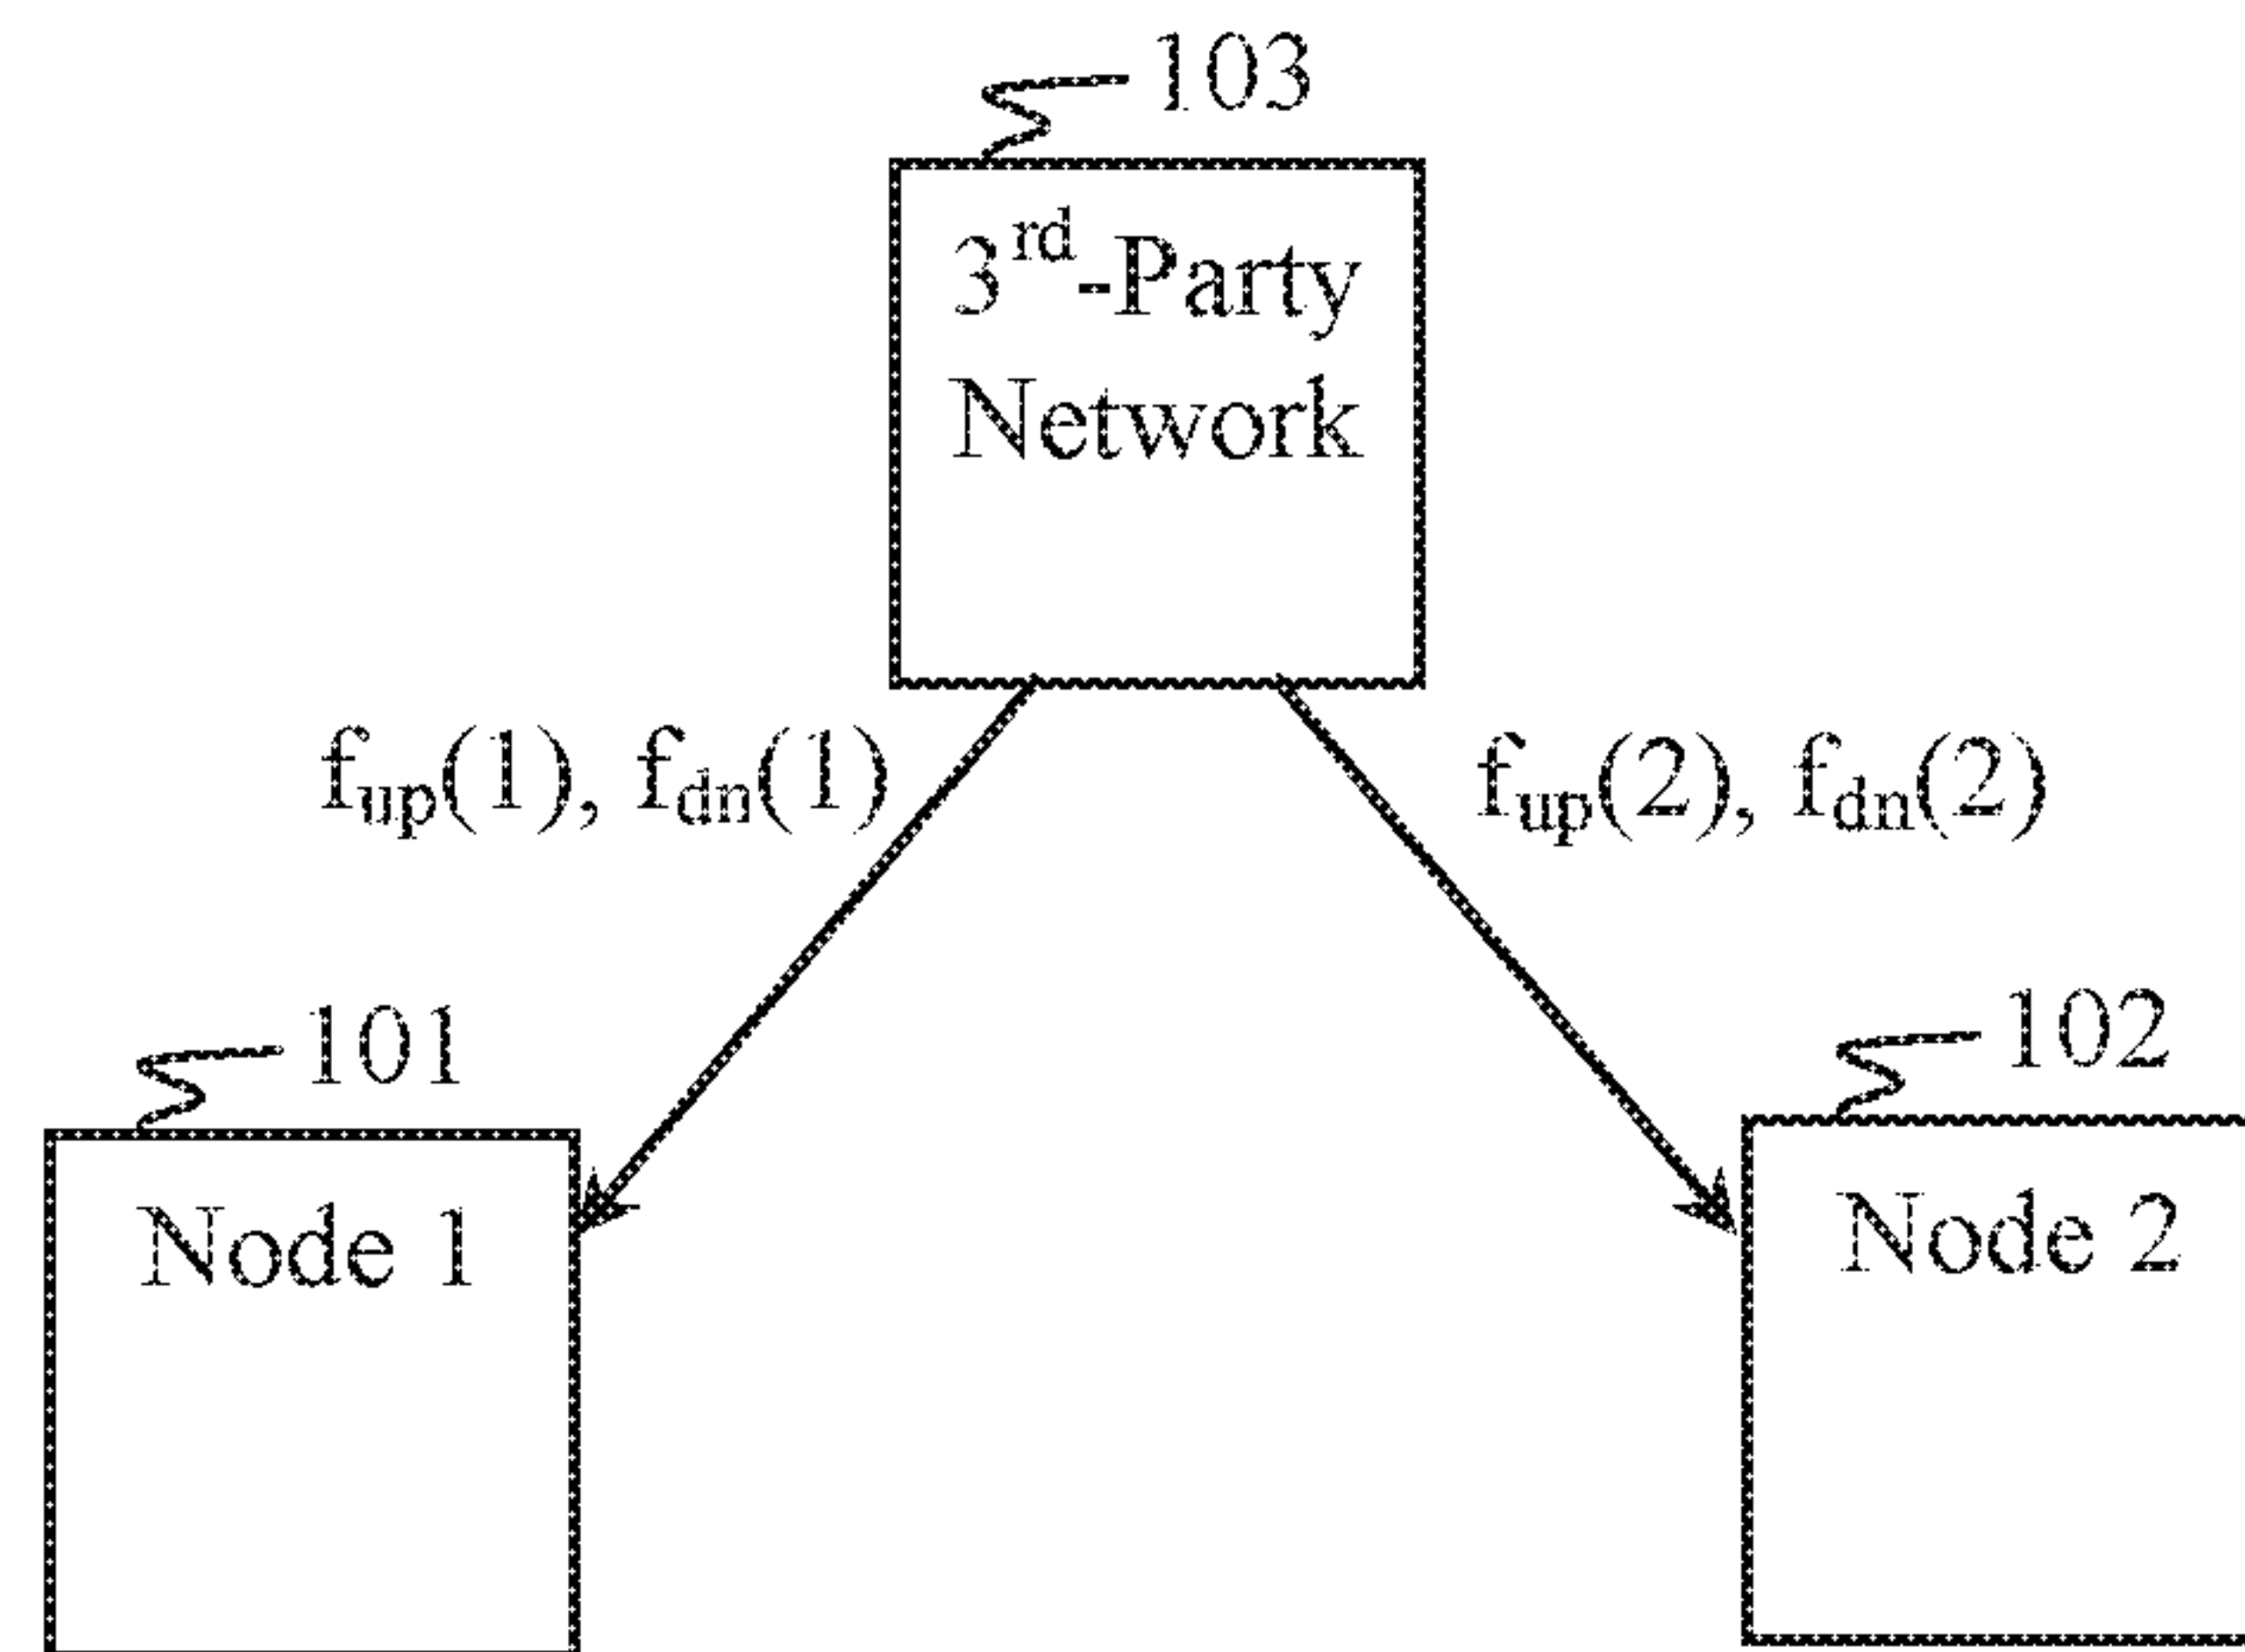 103
3rd-Party
Network
fup(1), fdn(1)
fup(2), fdn(2)
101
102
Node 1
Node 2